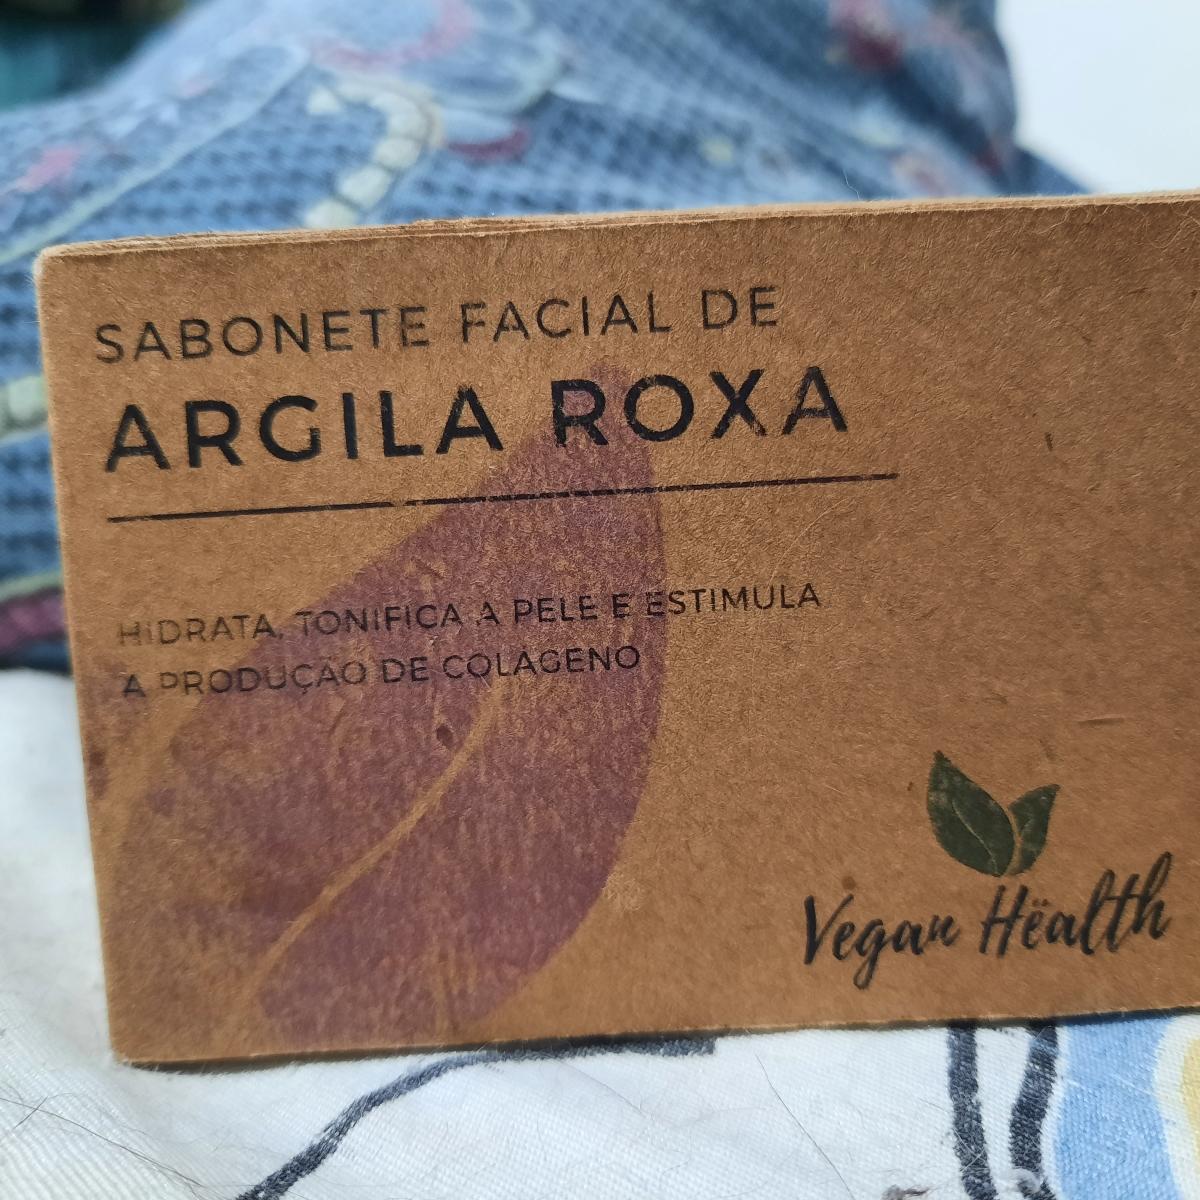 SABONETE FACIAL DE
ARGILA ROXA
HIDRATA, TONIFICA A PELE E ESTIMULA
A PRODUÇÃO DE COLAGENO
Vegan Hëalth